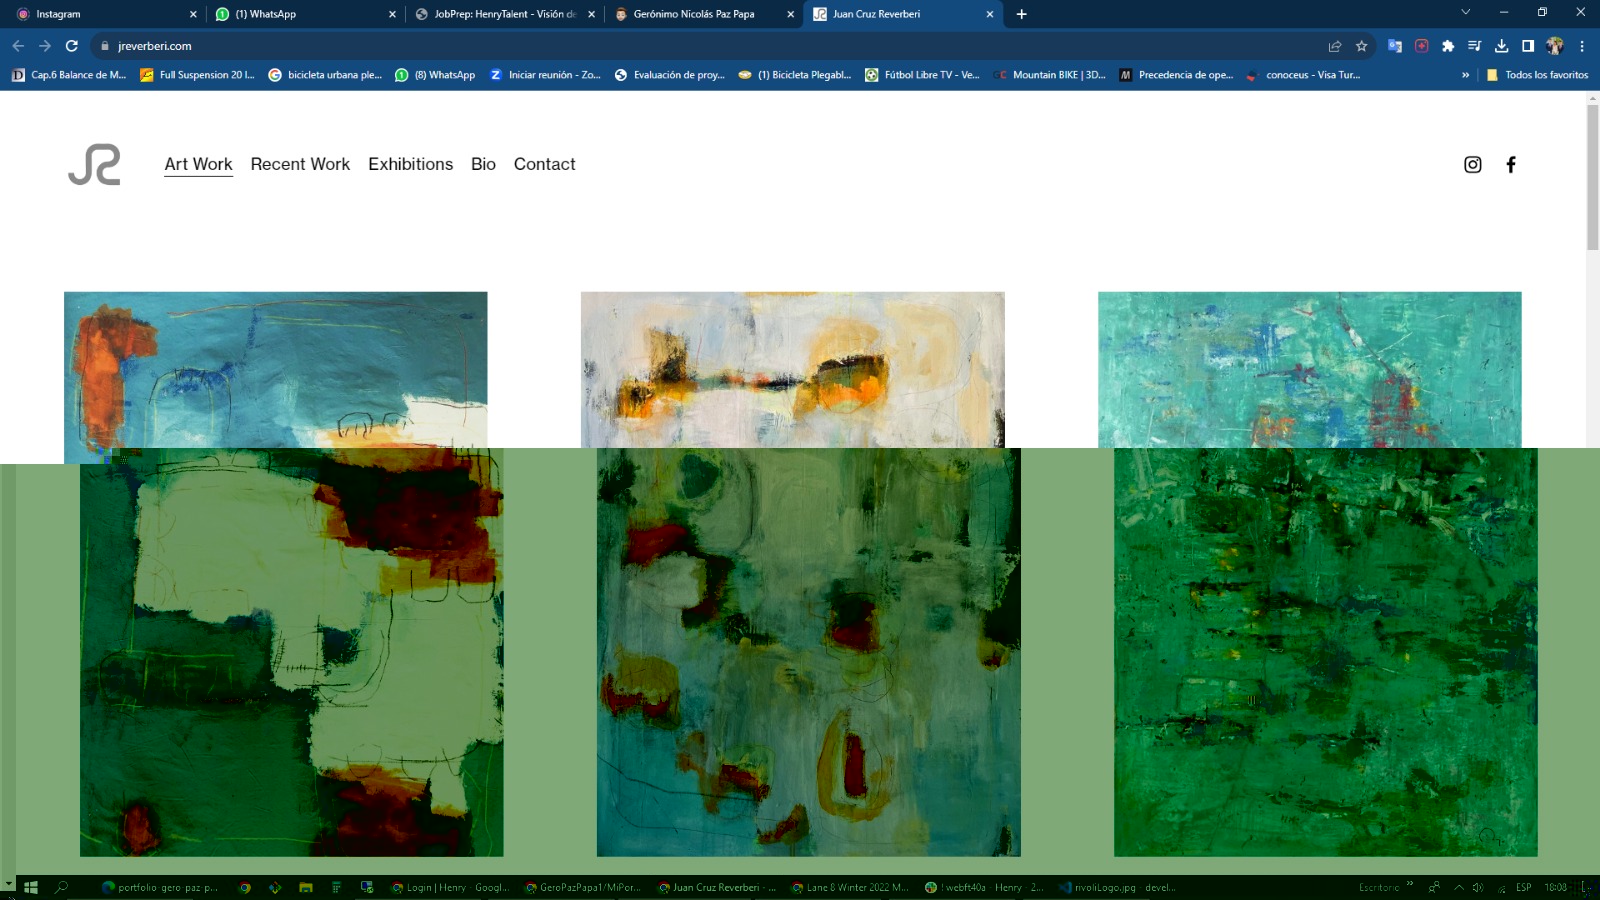 Instagram
(1) WhatsApp
JobPrep: HenryTalent - Visión de
Gerónimo Nicolás Paz Papa
Juan Cruz Reverberi
jreverberi.com
Cap.6 Balance de M...
Full Suspension 20 I...
bicicleta urbana ple...
(8) WhatsApp
Iniciar reunión - Zo...
Evaluación de proy...
(1) Bicicleta Plegabl...
Fútbol Libre TV - Ve...
Mountain BIKE | 3D...
Precedencia de ope...
conoceus - Visa Tur...
»
Todos los favoritos
Art Work
Recent Work
Exhibitions
Bio
Contact
portfolio-gero-paz-p...
Login | Henry - Googl...
GeroPazPapa1/MiPor...
Juan Cruz Reverberi - ...
Lane 8 Winter 2022 M...
! webft40a - Henry - 2...
rivoliLogo.jpg - devel...
Escritorio
»
ESP
18:08